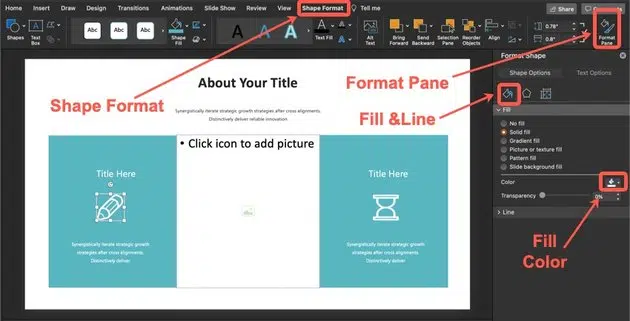 Home Insert Draw Design Transitions Animations Slide Show Review View Shape Format Tell me Share
Shapes Text Box Abc Abc Abc Shape Fill A A A Text Fill Alt Text Bring Forward Send Backward Selection Pane Reorder Objects Align 0.78" 0.8" Format Pane
Format Shape
Shape Options Text Options
Fill
No fill
Solid fill
Gradient fill
Picture or texture fill
Pattern fill
Slide background fill
Color
Transparency 0%
Line
About Your Title
Synergistically iterate strategic growth strategies after cross alignments.
Distinctively deliver reliable innovation.
• Click icon to add picture
Title Here
Synergistically iterate strategic growth
strategies after cross alignments.
Distinctively deliver
Title Here
Synergistically iterate strategic growth
strategies after cross alignments.
Distinctively deliver
Shape Format
Format Pane
Fill &Line
Fill
Color